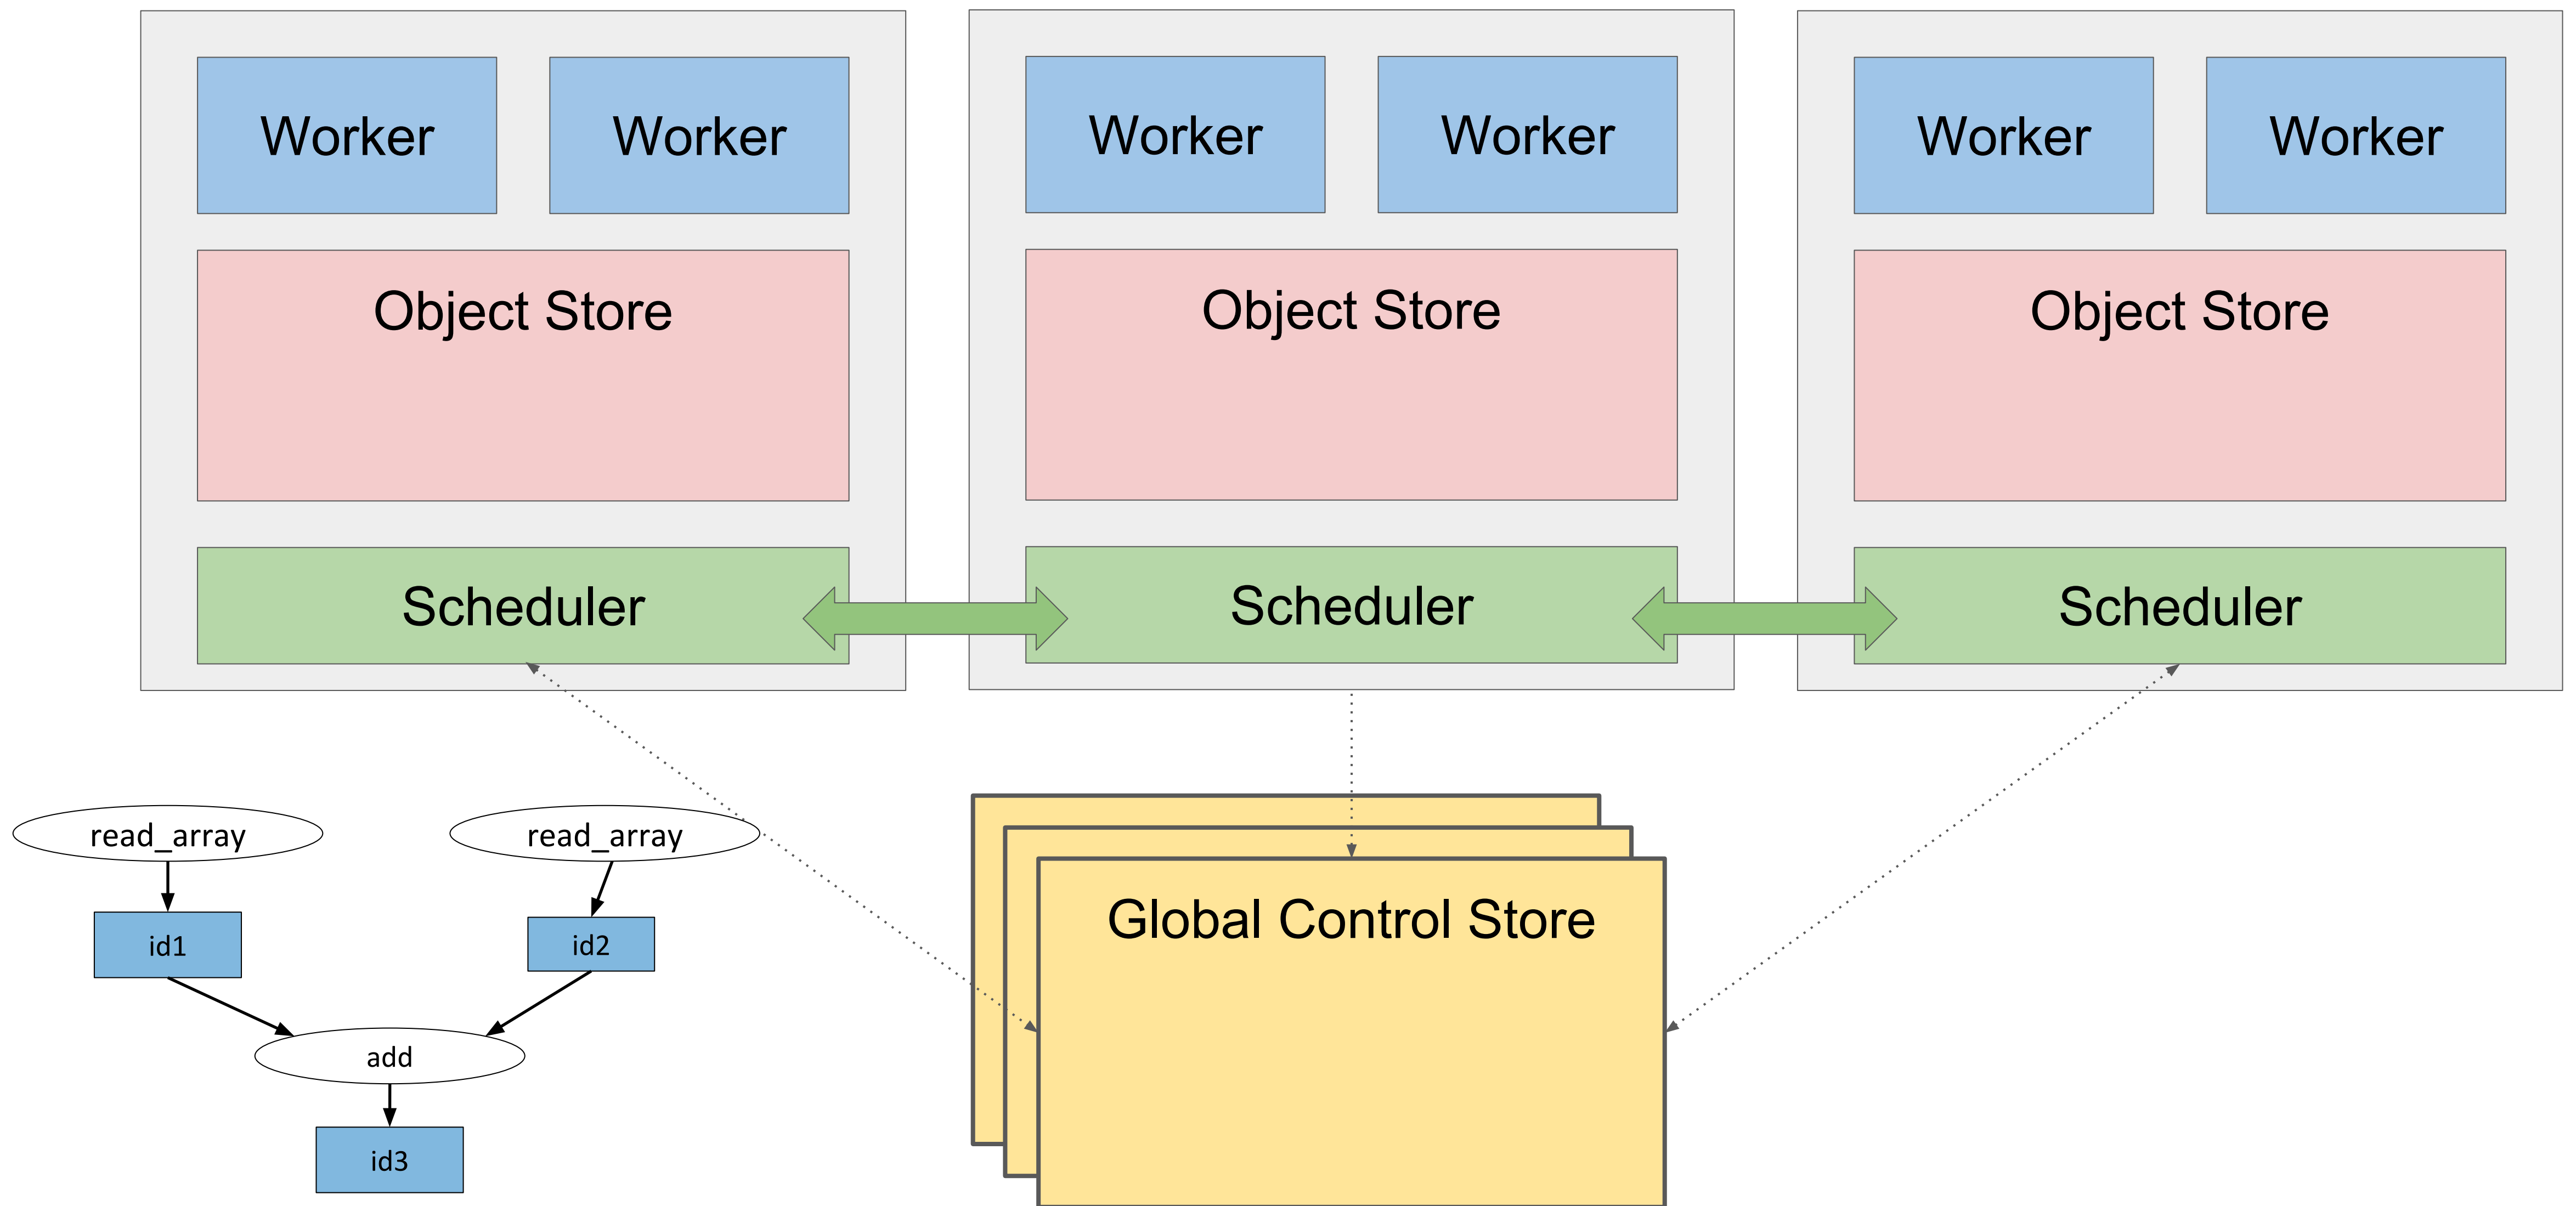 Worker
Worker
Worker
Worker
Worker
Worker
Object Store
Object Store
Object Store
Scheduler
Scheduler
Scheduler
read_array
read_array
id1
id2
add
id3
Global Control Store